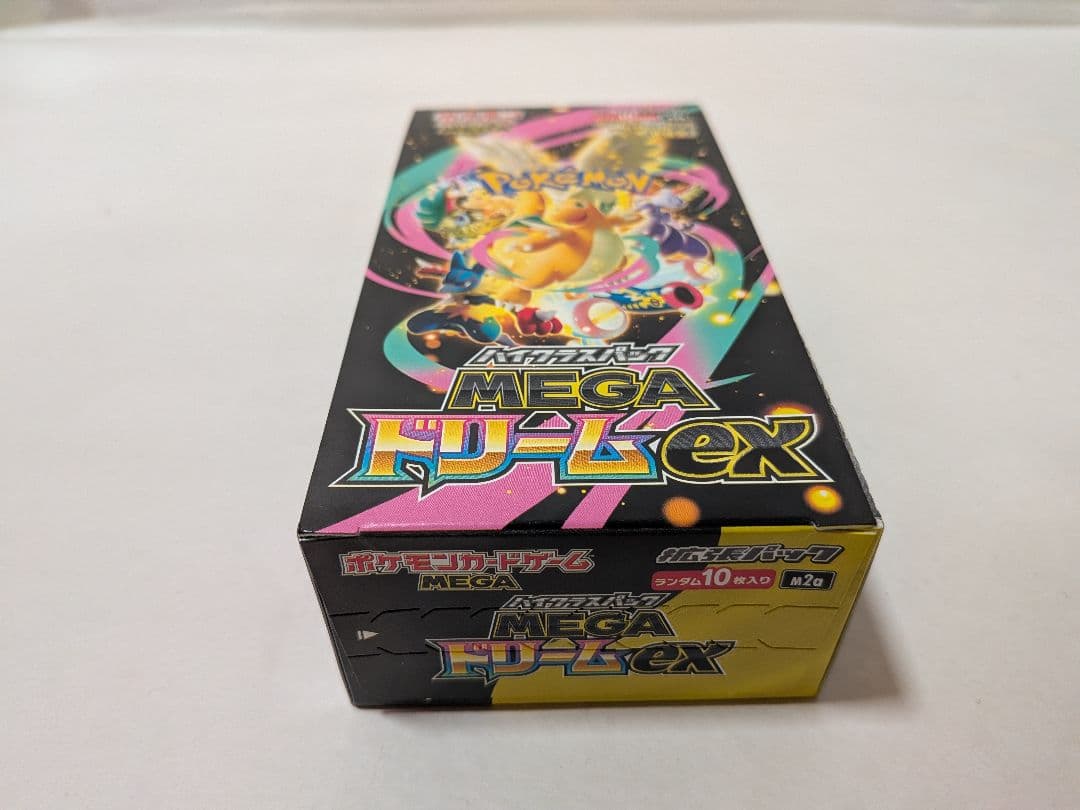 POKÉMON
ハイクラスパック
MEGA
ドリームex
ポケモンカードゲーム
MEGA
拡張パック
ランダム10枚入り
M2a
ハイクラスパック
MEGA
ドリームex